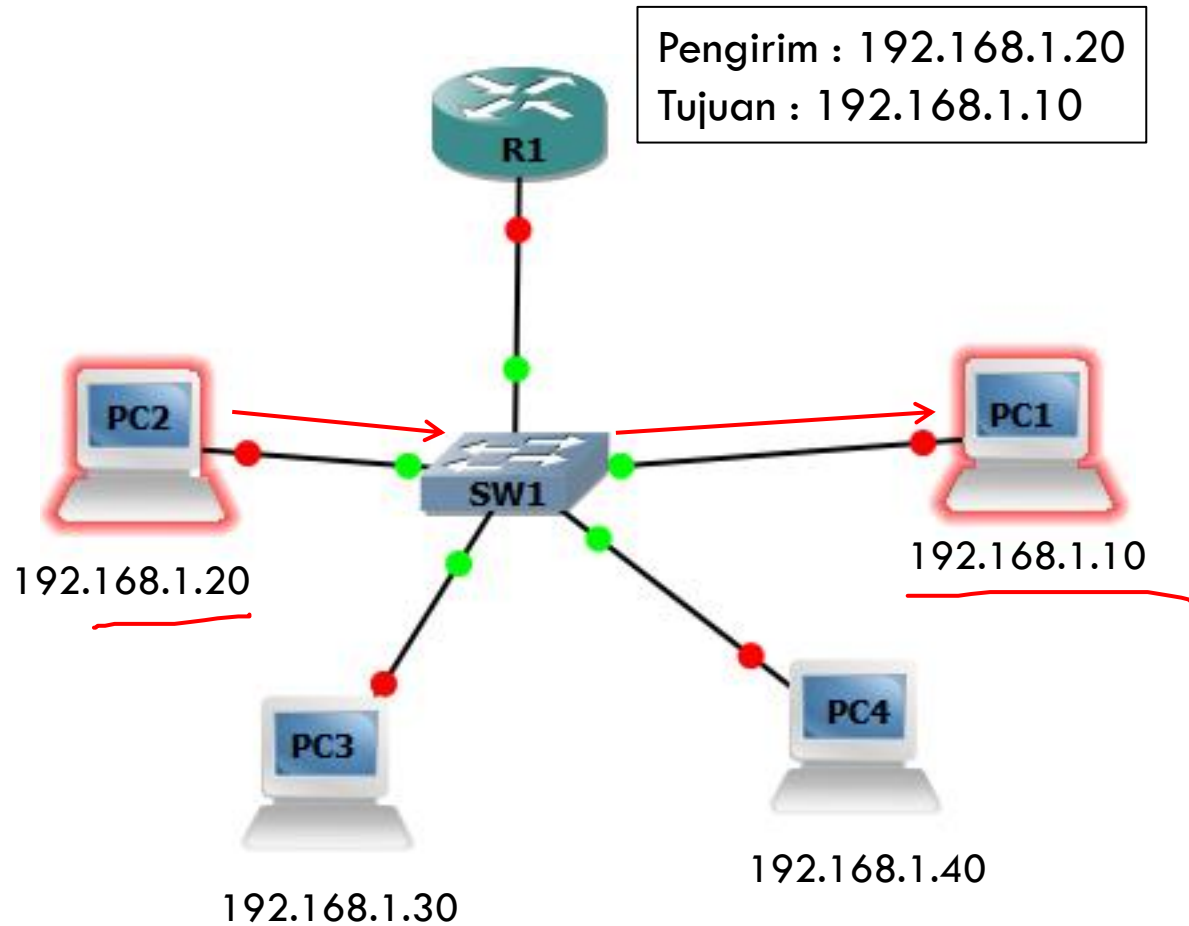 Pengirim : 192.168.1.20
Tujuan : 192.168.1.10
R1
PC2
PC1
SW1
192.168.1.20
192.168.1.10
PC3
PC4
192.168.1.30
192.168.1.40